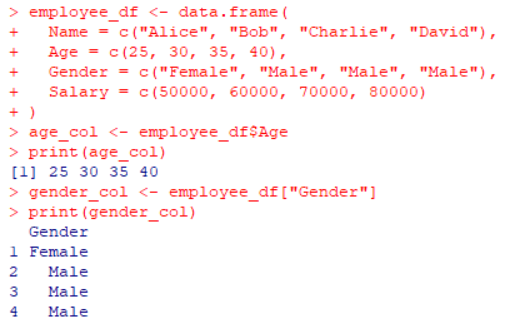 > employee_df <- data.frame(
+   Name = c("Alice", "Bob", "Charlie", "David"),
+   Age = c(25, 30, 35, 40),
+   Gender = c("Female", "Male", "Male", "Male"),
+   Salary = c(50000, 60000, 70000, 80000)
+ )
> age_col <- employee_df$Age
> print(age_col)
[1] 25 30 35 40
> gender_col <- employee_df["Gender"]
> print(gender_col)
  Gender
1 Female
2   Male
3   Male
4   Male